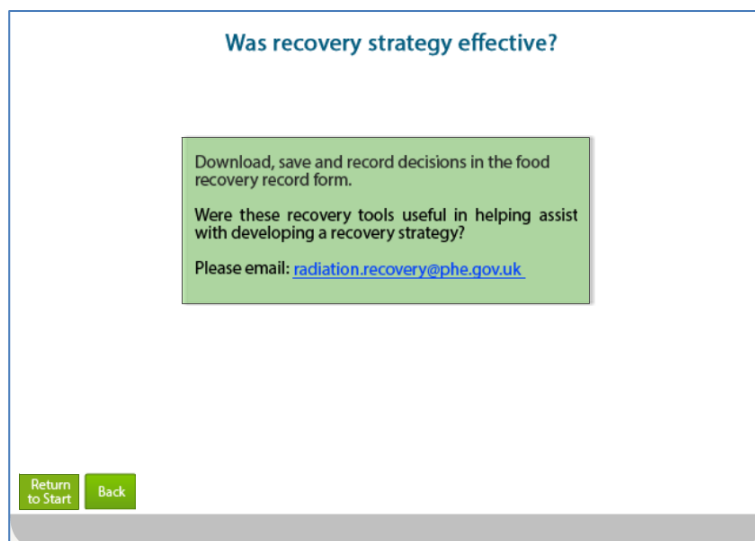 Was recovery strategy effective?
Download, save and record decisions in the food
recovery record form.
Were these recovery tools useful in helping assist
with developing a recovery strategy?
Please email: radiation.recovery@phe.gov.uk
Return
to Start
Back